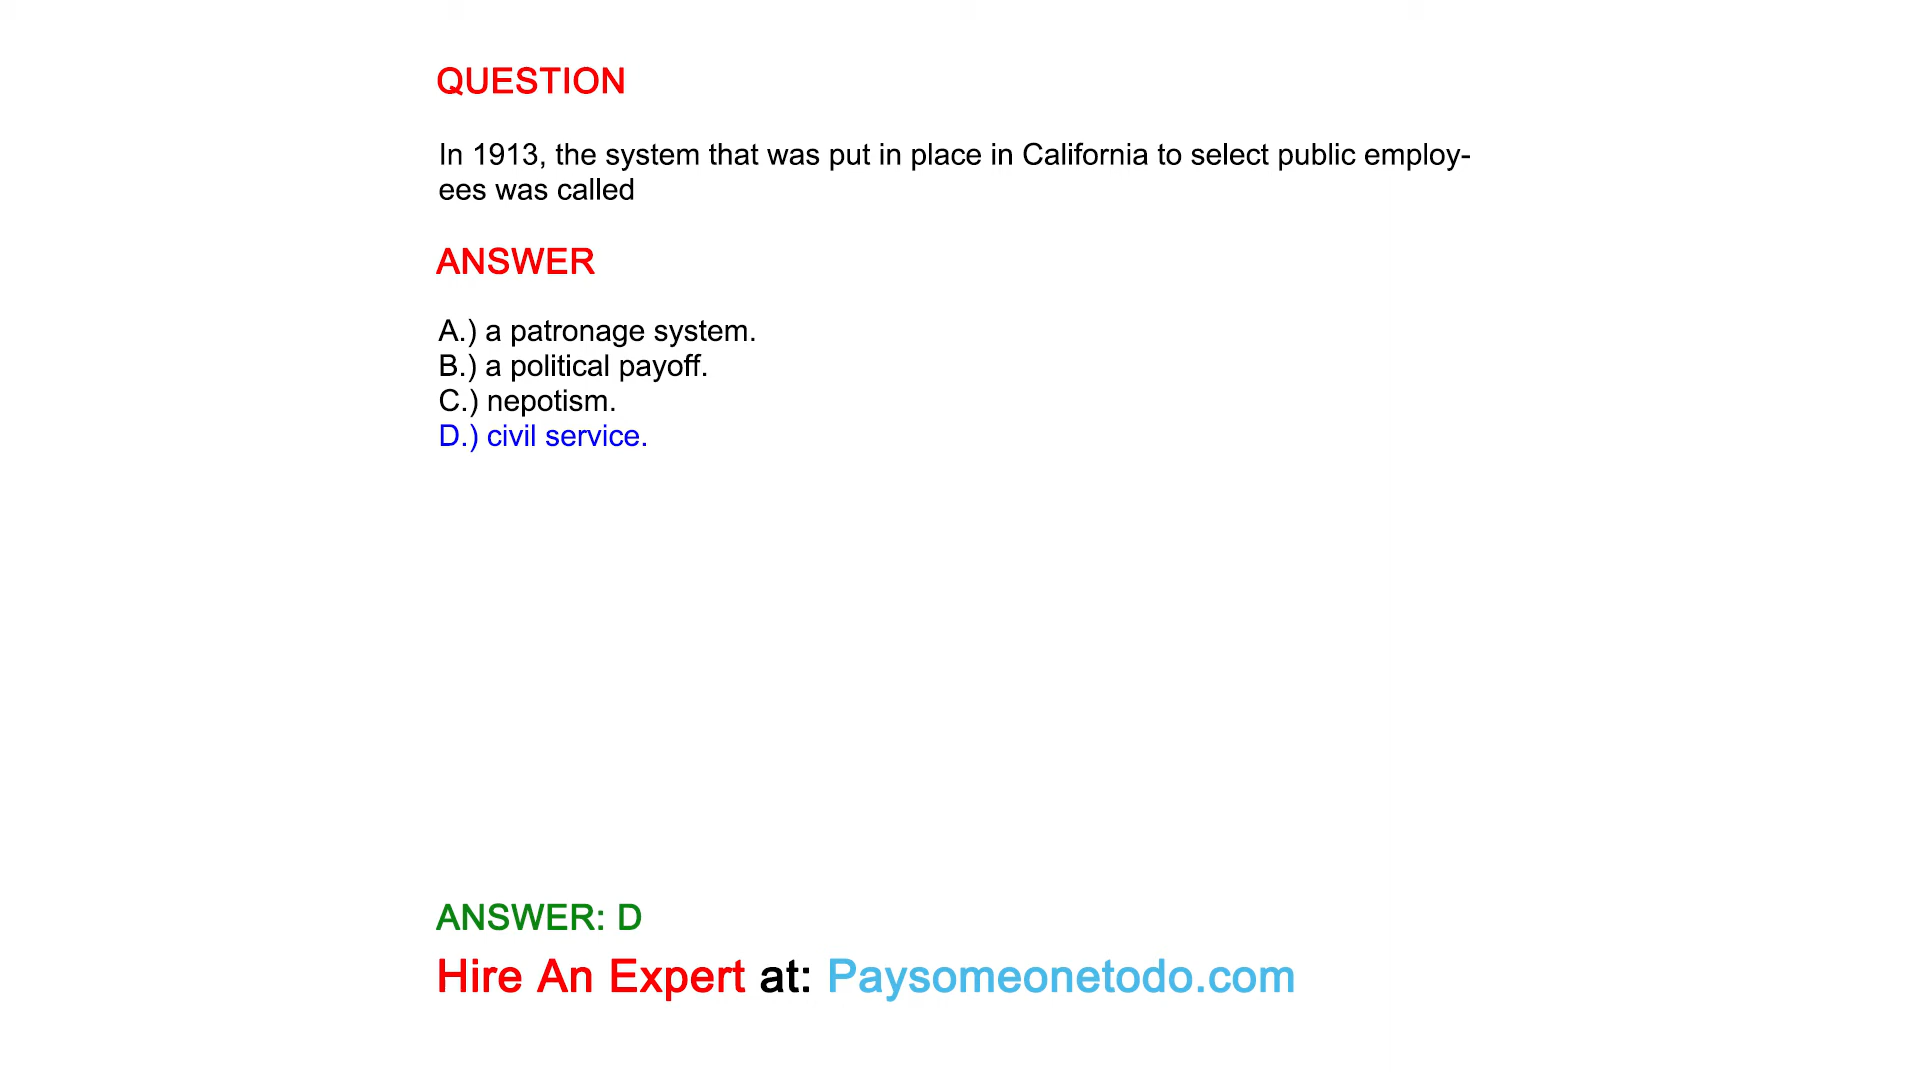 QUESTION
In 1913, the system that was put in place in California to select public employ-
ees was called
ANSWER
A.) a patronage system.
B.) a political payoff.
C.) nepotism.
D.) civil service.
ANSWER: D
Hire An Expert at: Paysomeonetodo.com